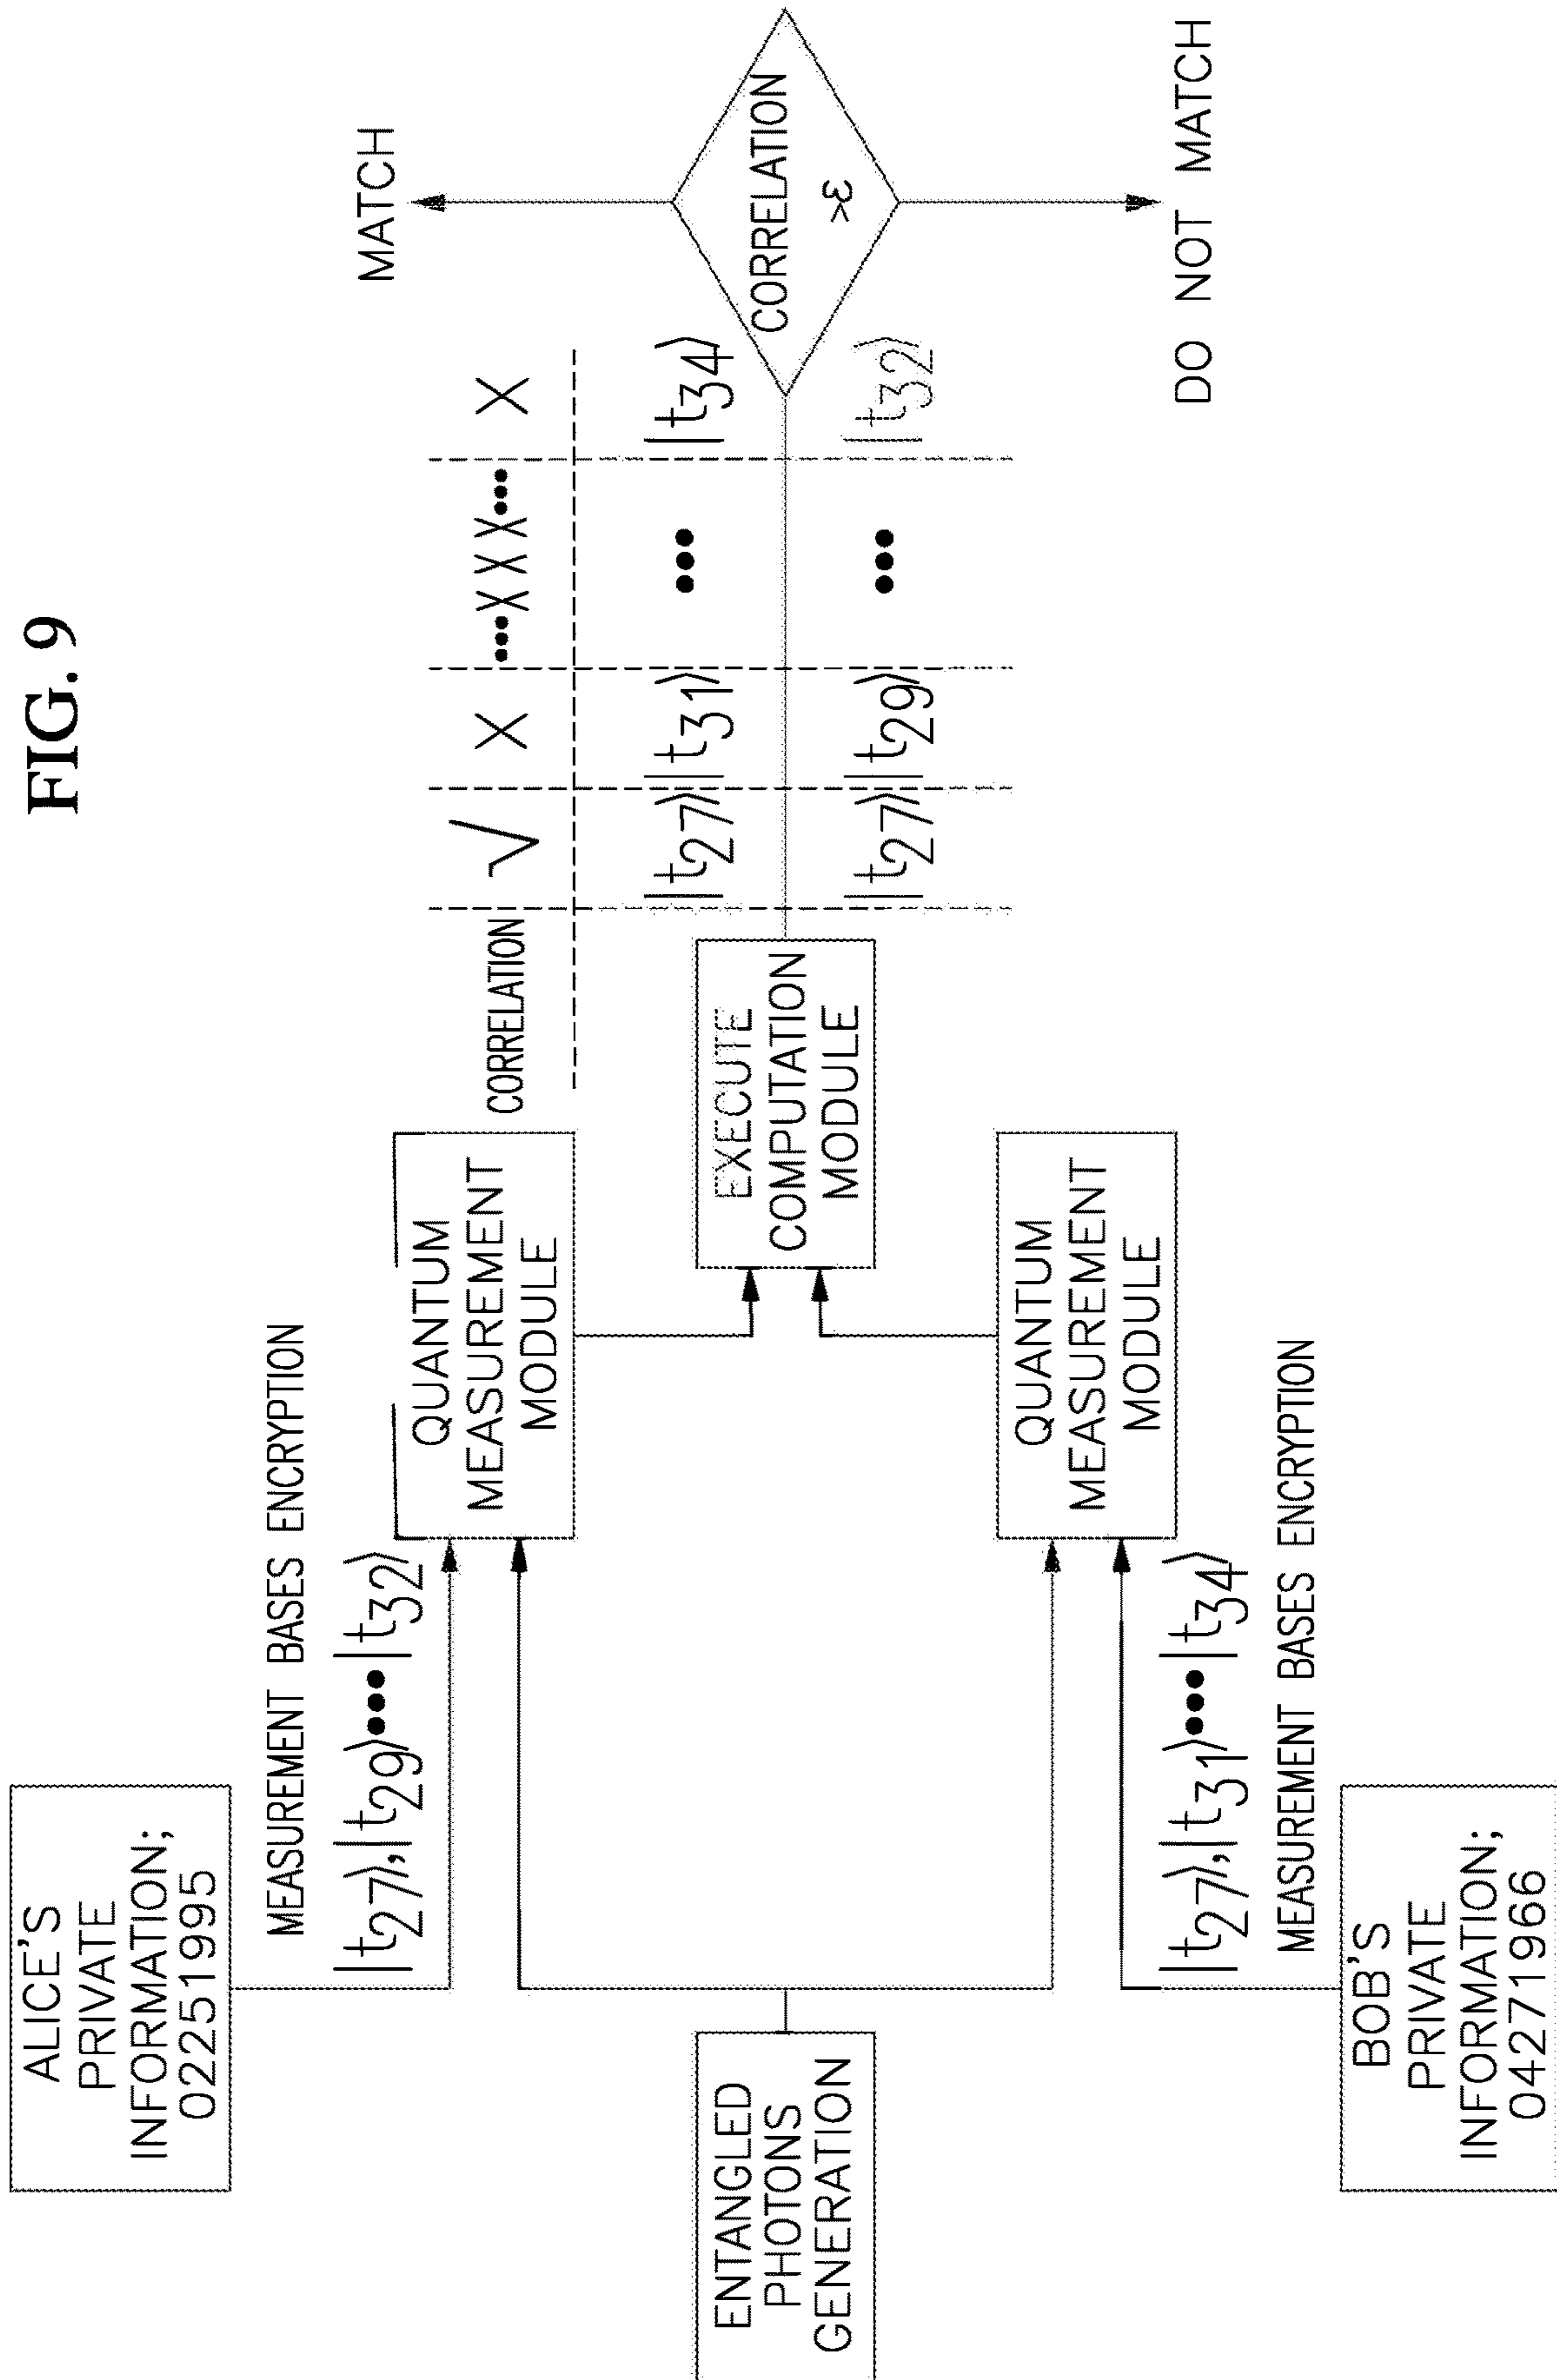 FIG. 9
ALICE'S
PRIVATE
INFORMATION;
02251995
MEASUREMENT BASES ENCRYPTION
|t27⟩,|t29⟩•••|t32⟩
QUANTUM
MEASUREMENT
MODULE
ENTANGLED
PHOTONS
GENERATION
EXECUTE
COMPUTATION
MODULE
CORRELATION √ X •••X X X••• X
|t27⟩|t31⟩ ••• |t34⟩
|t27⟩|t29⟩ ••• |t32⟩
MATCH
CORRELATION
>ε
DO NOT MATCH
QUANTUM
MEASUREMENT
MODULE
|t27⟩,|t31⟩•••|t34⟩
MEASUREMENT BASES ENCRYPTION
BOB'S
PRIVATE
INFORMATION;
04271966